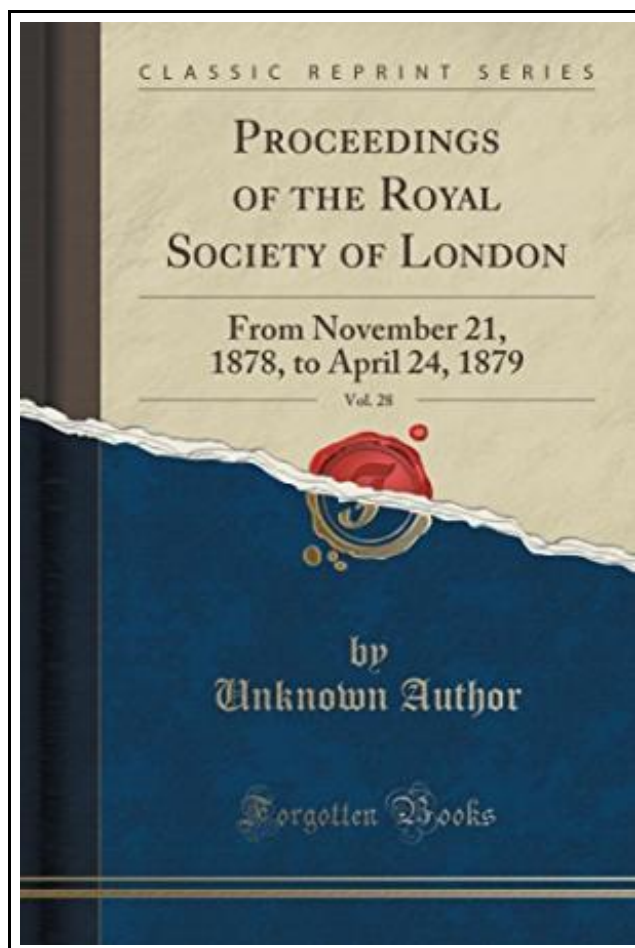 CLASSIC REPRINT SERIES
PROCEEDINGS
OF THE ROYAL
SOCIETY OF LONDON
From November 21,
1878, to April 24, 1879
Vol. 28
by
Unknown Author
Forgotten Books